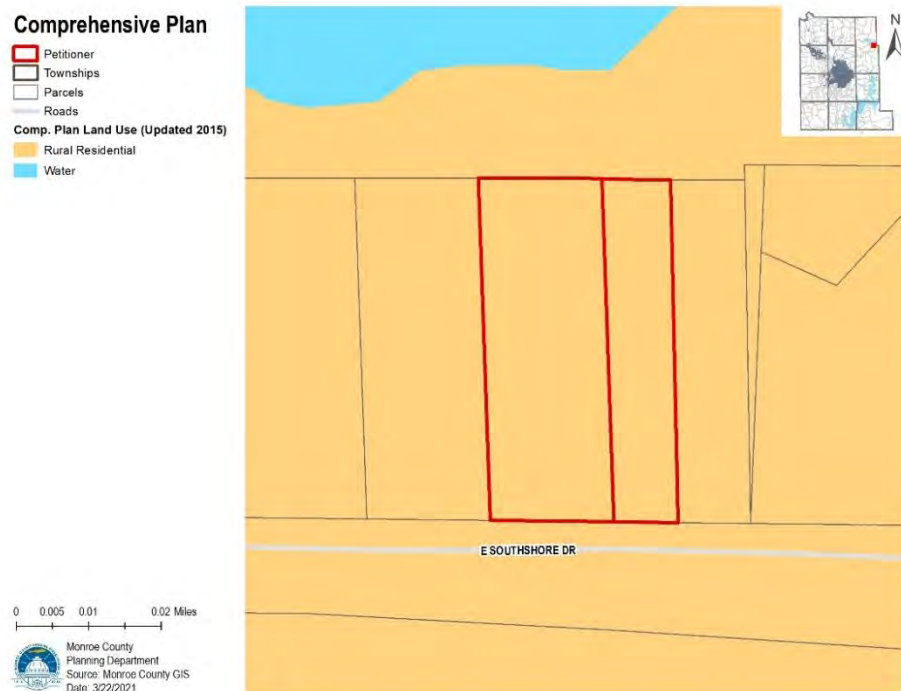 Comprehensive Plan
Petitioner
Townships
Parcels
Roads
Comp. Plan Land Use (Updated 2015)
Rural Residential
Water
N
E SOUTHSHORE DR
0 0.005 0.01 0.02 Miles
Monroe County
Planning Department
Source: Monroe County GIS
Date: 3/22/2021